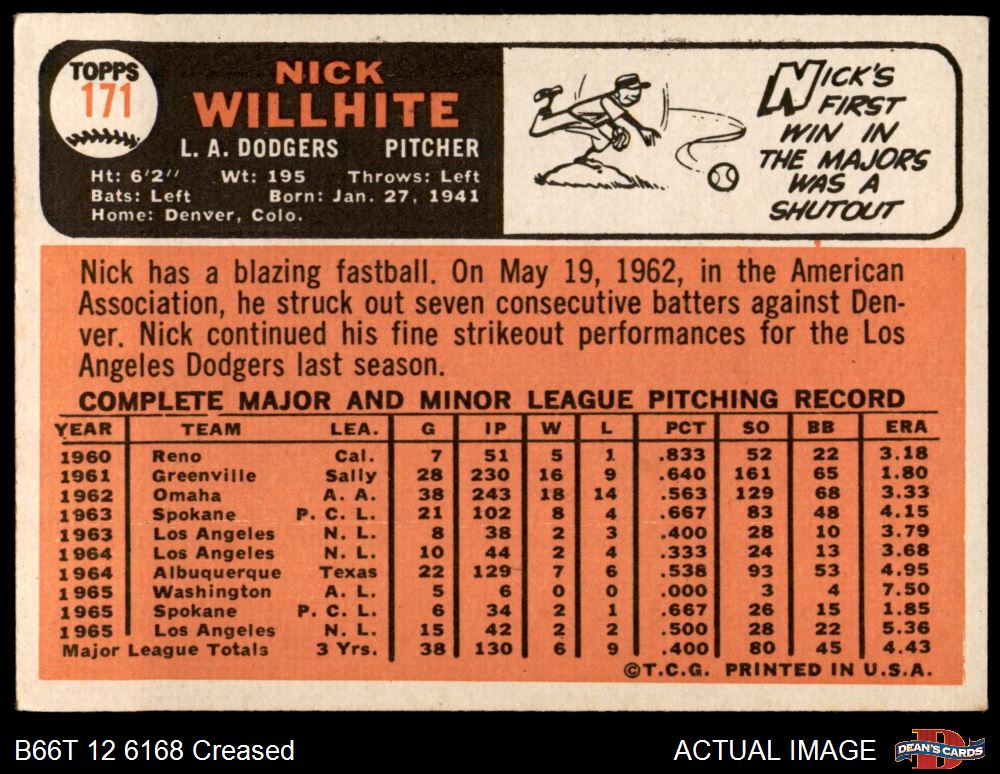 TOPPS
171
NICK
WILLHITE
L. A. DODGERS PITCHER
Ht: 6'2" Wt: 195 Throws: Left
Bats: Left Born: Jan. 27, 1941
Home: Denver, Colo.
NICK'S
FIRST
WIN IN
THE MAJORS
WAS A
SHUTOUT
Nick has a blazing fastball. On May 19, 1962, in the American
Association, he struck out seven consecutive batters against Den-
ver. Nick continued his fine strikeout performances for the Los
Angeles Dodgers last season.
COMPLETE MAJOR AND MINOR LEAGUE PITCHING RECORD
YEAR TEAM LEA. G IP W L PCT SO BB ERA
1960 Reno Cal. 7 51 5 1 .833 52 22 3.18
1961 Greenville Sally 28 230 16 9 .640 161 65 1.80
1962 Omaha A. A. 38 243 18 14 .563 129 68 3.33
1963 Spokane P. C. L. 21 102 8 4 .667 83 48 4.15
1963 Los Angeles N. L. 8 38 2 3 .400 28 10 3.79
1964 Los Angeles N. L. 10 44 2 4 .333 24 13 3.68
1964 Albuquerque Texas 22 129 7 6 .538 93 53 4.95
1965 Washington A. L. 5 6 0 0 .000 3 4 7.50
1965 Spokane P. C. L. 6 34 2 1 .667 26 15 1.85
1965 Los Angeles N. L. 15 42 2 2 .500 28 22 5.36
Major League Totals 3 Yrs. 38 130 6 9 .400 80 45 4.43
©T.C.G. PRINTED IN U.S.A.
B66T 12 6168 Creased
ACTUAL IMAGE
D
DEAN'S CARDS